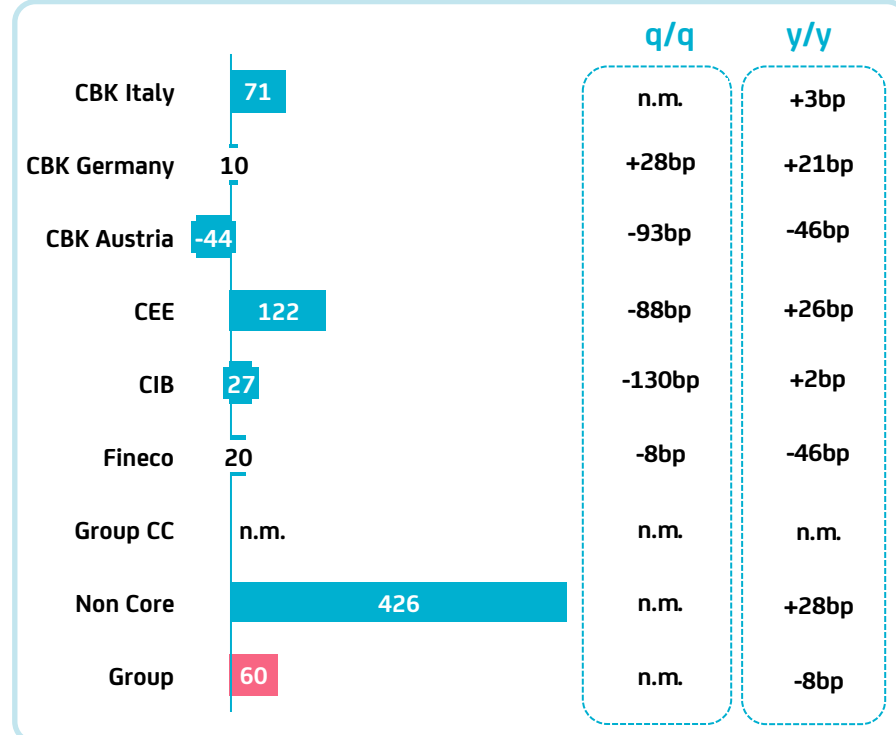 q/q y/y
CBK Italy 71 n.m. +3bp
CBK Germany 10 +28bp +21bp
CBK Austria -44 -93bp -46bp
CEE 122 -88bp +26bp
CIB 27 -130bp +2bp
Fineco 20 -8bp -46bp
Group CC n.m. n.m. n.m.
Non Core 426 n.m. +28bp
Group 60 n.m. -8bp